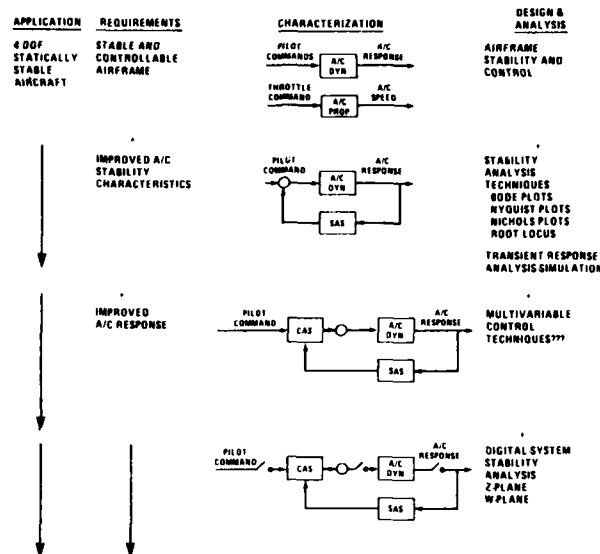 APPLICATION
REQUIREMENTS
CHARACTERIZATION
DESIGN &
ANALYSIS
4 DOF
STATICALLY
STABLE
AIRCRAFT
STABLE AND
CONTROLLABLE
AIRFRAME
PILOT
COMMANDS
A/C
DYN
A/C
RESPONSE
AIRFRAME
STABILITY AND
CONTROL
THROTTLE
COMMAND
A/C
PROP
A/C
SPEED
IMPROVED A/C
STABILITY
CHARACTERISTICS
PILOT
COMMAND
A/C
DYN
A/C
RESPONSE
SAS
STABILITY
ANALYSIS
TECHNIQUES
BODE PLOTS
NYQUIST PLOTS
NICHOLS PLOTS
ROOT LOCUS
TRANSIENT RESPONSE
ANALYSIS SIMULATION
IMPROVED
A/C RESPONSE
PILOT
COMMAND
CAS
A/C
DYN
A/C
RESPONSE
SAS
MULTIVARIABLE
CONTROL
TECHNIQUES???
PILOT
COMMAND
CAS
A/C
DYN
A/C
RESPONSE
SAS
DIGITAL SYSTEM
STABILITY
ANALYSIS
Z-PLANE
W-PLANE